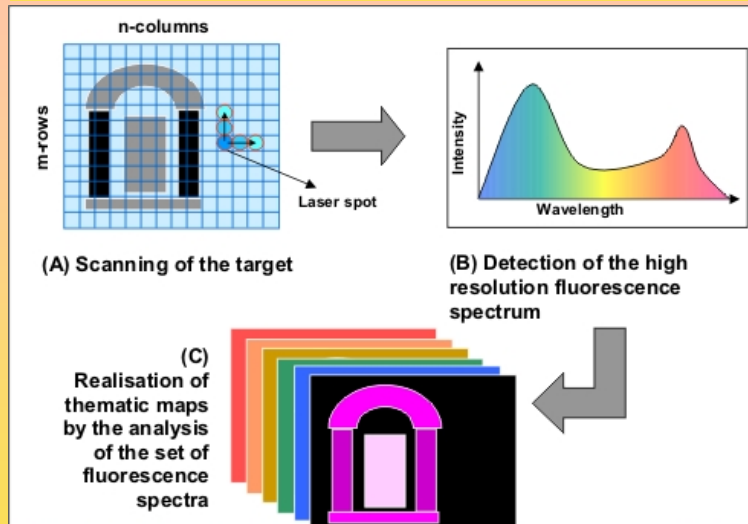 n-columns
m-rows
Laser spot
(A) Scanning of the target
Intensity
Wavelength
(B) Detection of the high
resolution fluorescence
spectrum
(C)
Realisation of
thematic maps
by the analysis
of the set of
fluorescence
spectra